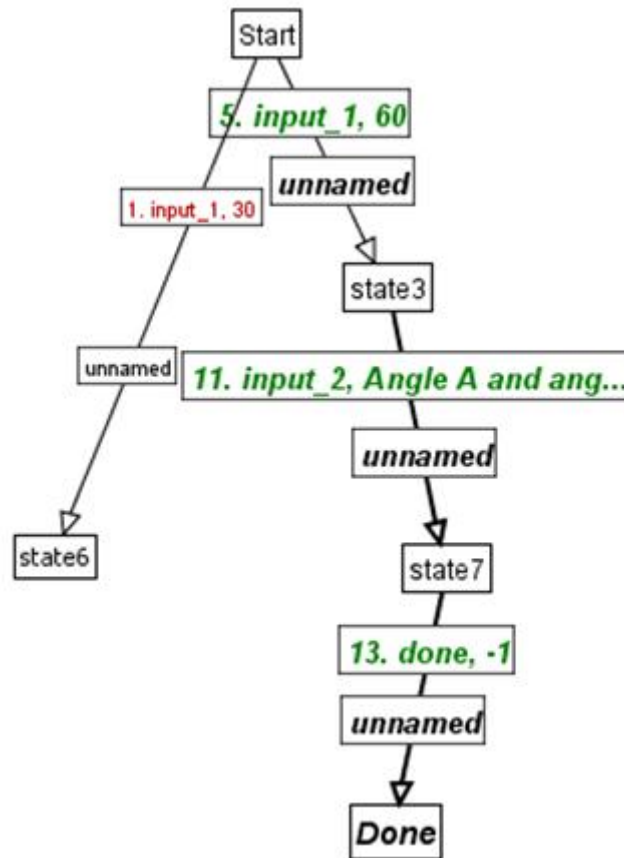 Start
5. input_1, 60
unnamed
1. input_1, 30
state3
unnamed
11. input_2, Angle A and ang...
unnamed
state6
state7
13. done, -1
unnamed
Done